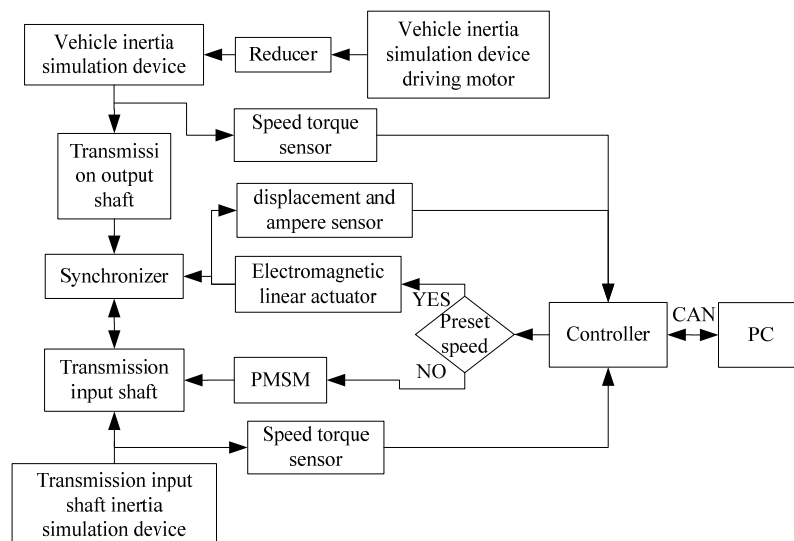 Vehicle inertia
simulation device
Reducer
Vehicle inertia
simulation device
driving motor
Speed torque
sensor
Transmissi
on output
shaft
displacement and
ampere sensor
Synchronizer
Electromagnetic
linear actuator
YES
Preset
speed
NO
Controller
CAN
PC
Transmission
input shaft
PMSM
Speed torque
sensor
Transmission input
shaft inertia
simulation device